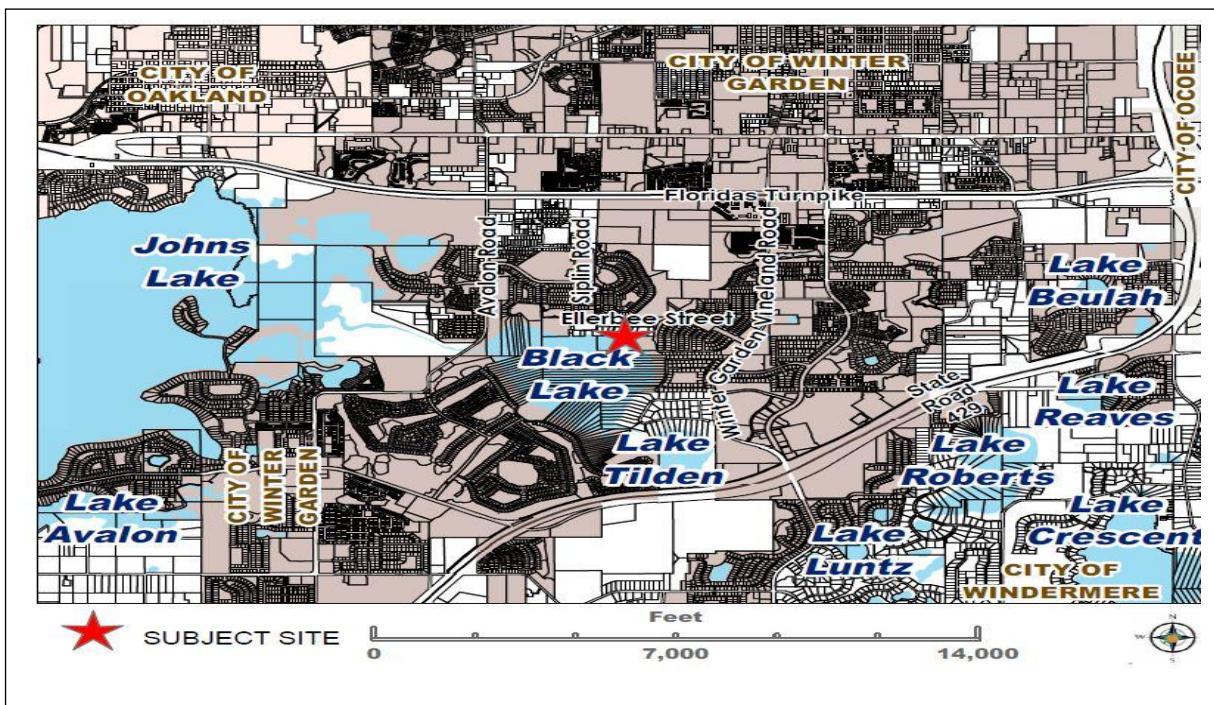 CITY OF
OAKLAND
CITY OF WINTER
GARDEN
CITY OF OCOEE
Floridas Turnpike
Johns
Lake
Avalon Road
Siplin Road
Winter Garden Vineland Road
Lake
Beulah
Ellerbee Street
Black
Lake
State
Road
429
Lake
Reaves
Lake
Tilden
Lake
Roberts
CITY OF
WINTER
GARDEN
Lake
Avalon
Lake
Crescent
Lake
Luntz
CITY OF
WINDERMERE
SUBJECT SITE
Feet
0
7,000
14,000
N
W
S